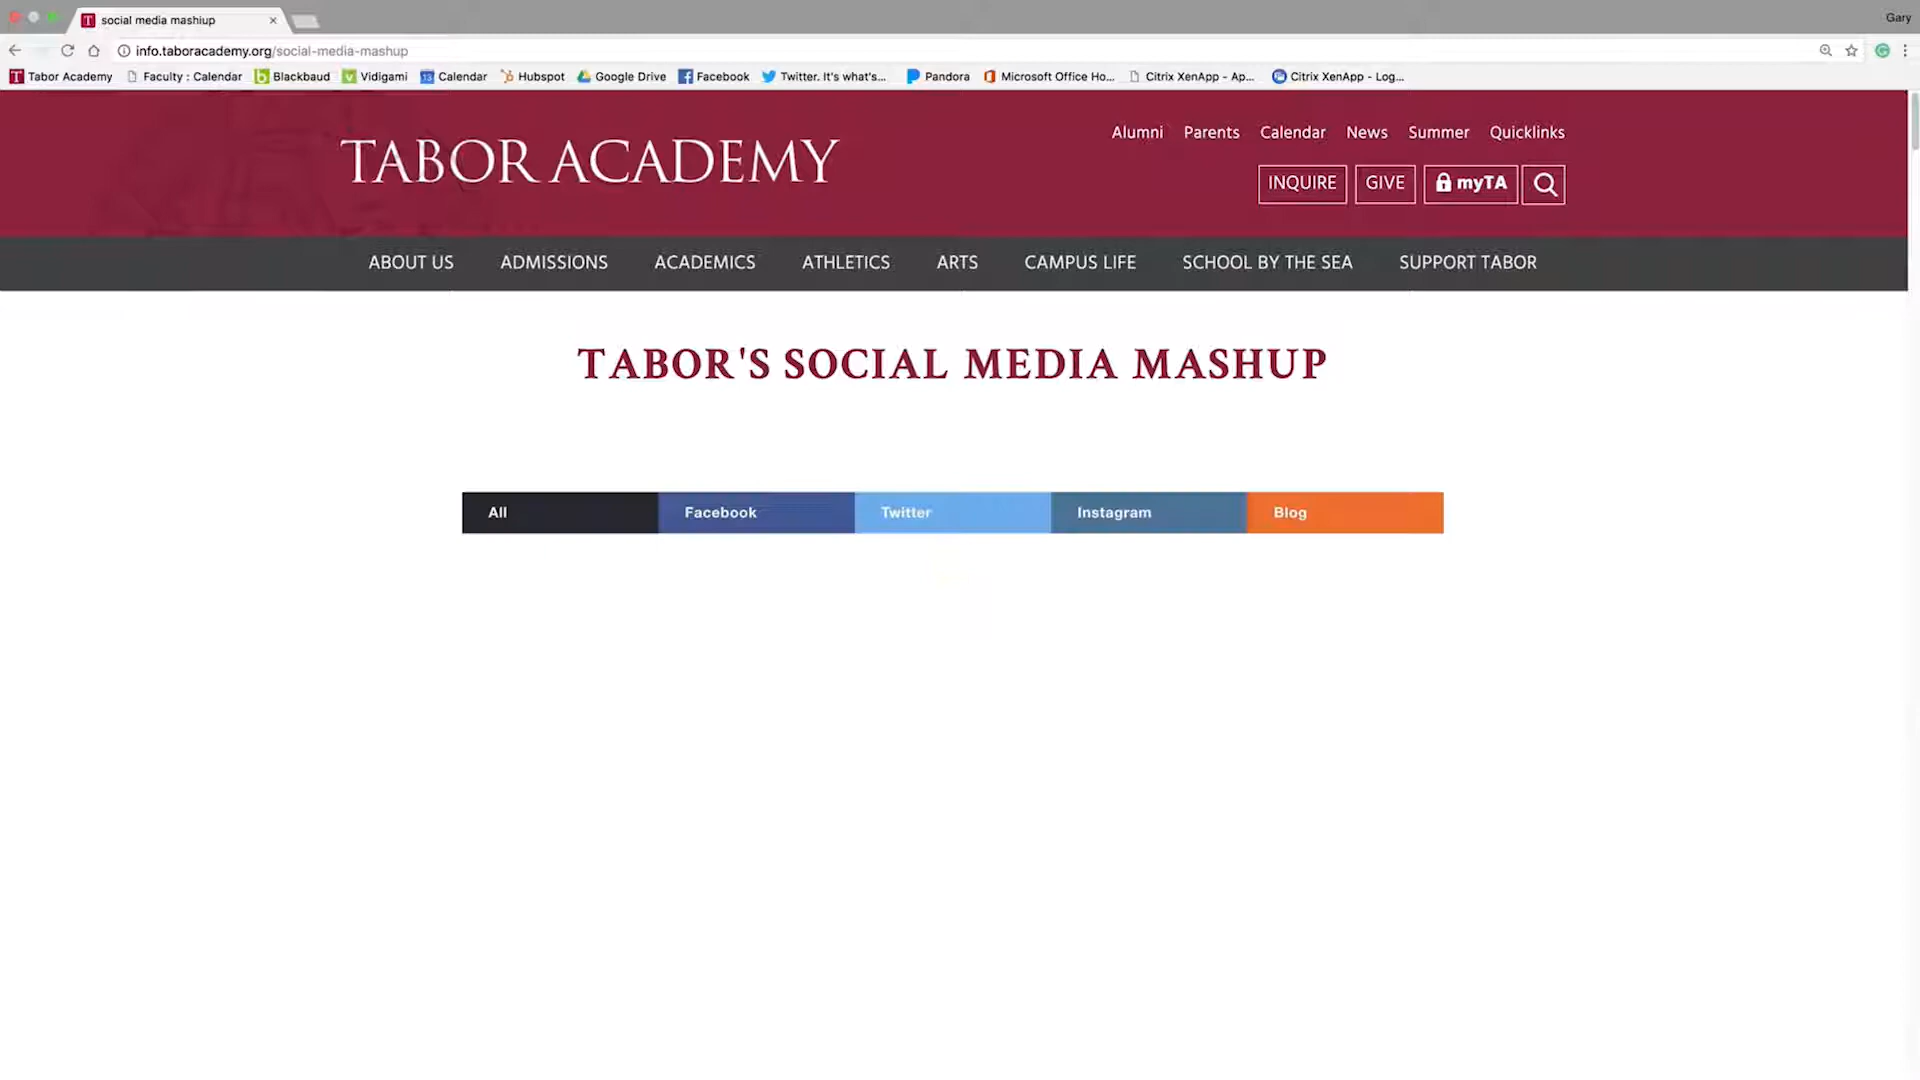 social media mashiup
Gary
info.taboracademy.org/social-media-mashup
Tabor Academy Faculty : Calendar Blackbaud Vidigami Calendar Hubspot Google Drive Facebook Twitter. It's what's... Pandora Microsoft Office Ho... Citrix XenApp - Ap... Citrix XenApp - Log...
Alumni Parents Calendar News Summer Quicklinks
TABOR ACADEMY
INQUIRE GIVE myTA
ABOUT US ADMISSIONS ACADEMICS ATHLETICS ARTS CAMPUS LIFE SCHOOL BY THE SEA SUPPORT TABOR
TABOR'S SOCIAL MEDIA MASHUP
All Facebook Twitter Instagram Blog